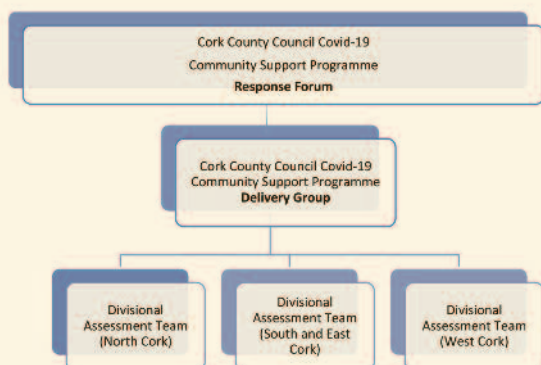 Cork County Council Covid-19
Community Support Programme
Response Forum
Cork County Council Covid-19
Community Support Programme
Delivery Group
Divisional
Assessment Team
(North Cork)
Divisional
Assessment Team
(South and East
Cork)
Divisional
Assessment Team
(West Cork)